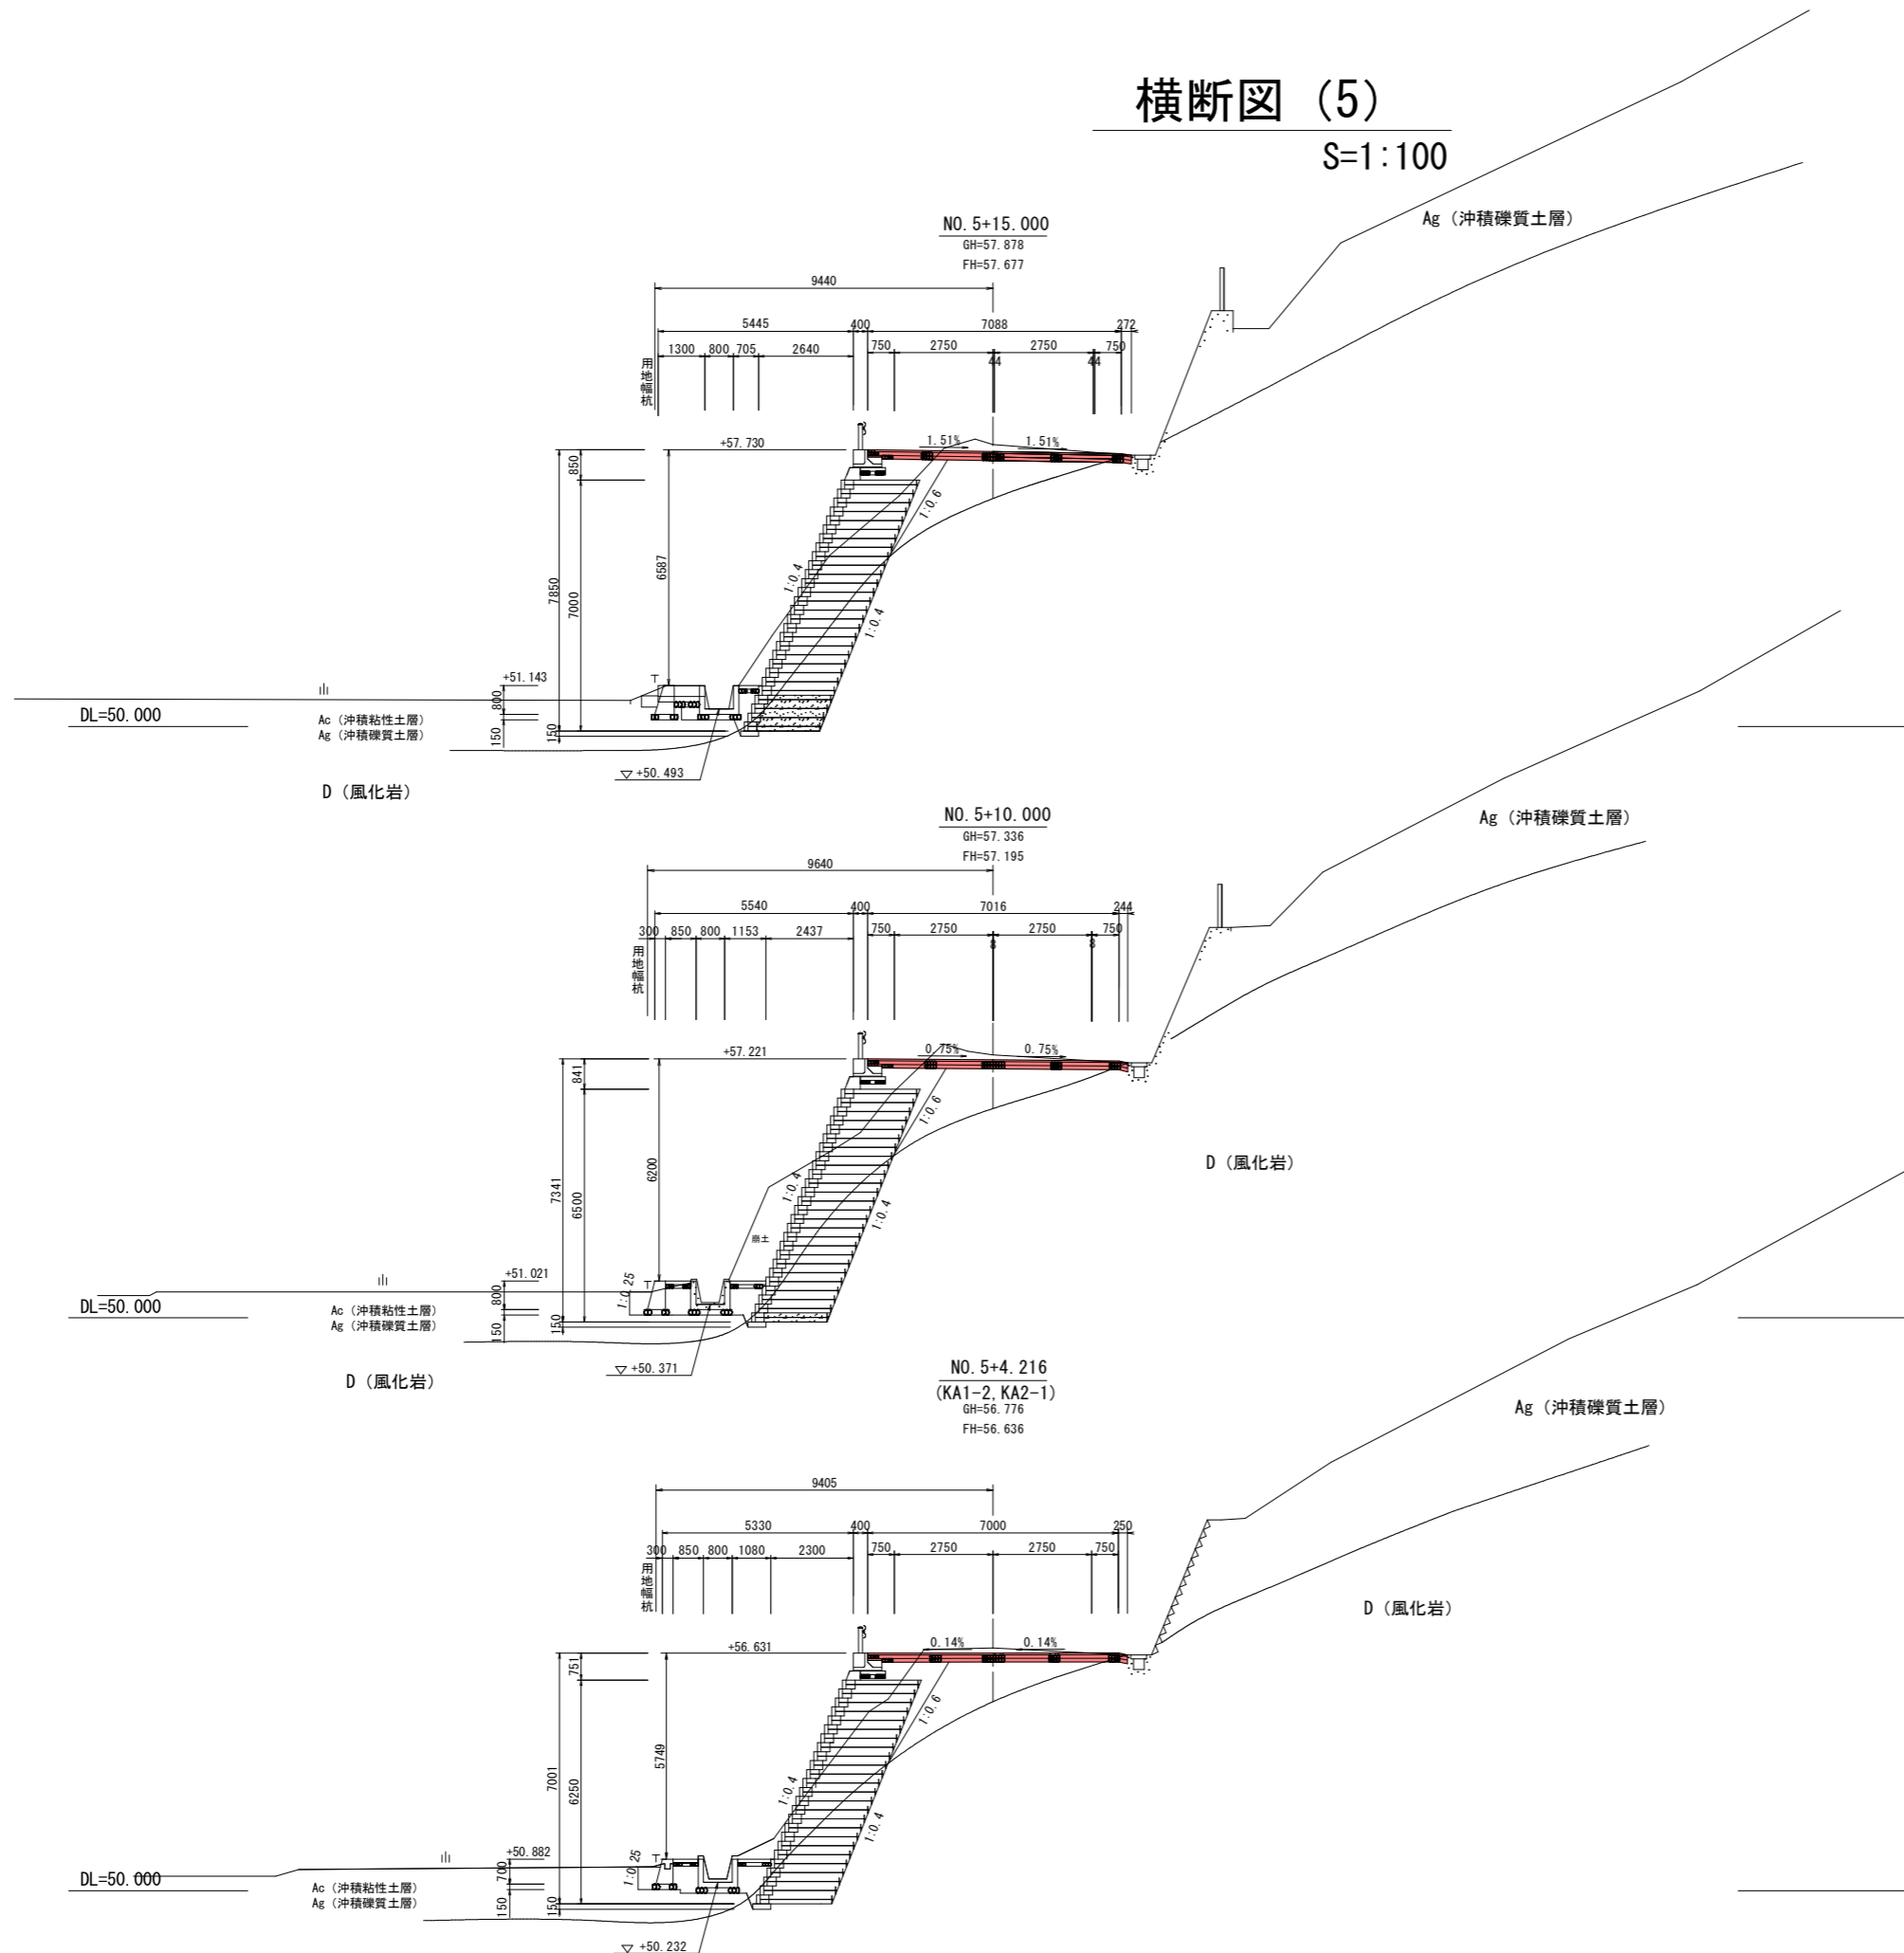 横断図（5）
S=1:100
NO.5+15.000
GH=57.878
FH=57.677
Ag（沖積礫質土層）
9440
5445 400 7088 272
1300 800 705 2640 750 2750 2750 750
44 44
用地幅杭
+57.730
1.51% 1.51%
850
7850
7000
6587
1:0.6
1:0.4
1:0.4
+51.143
800
150
150
DL=50.000
Ac（沖積粘性土層）
Ag（沖積礫質土層）
+50.493
D（風化岩）
NO.5+10.000
GH=57.336
FH=57.195
Ag（沖積礫質土層）
9640
5540 400 7016 244
300 850 800 1153 2437 750 2750 2750 750
8 8
用地幅杭
+57.221
0.75% 0.75%
841
7341
6500
6200
1:0.6
1:0.4
1:0.4
崩土
D（風化岩）
+51.021
1:0.25
800
150
150
DL=50.000
Ac（沖積粘性土層）
Ag（沖積礫質土層）
+50.371
D（風化岩）
NO.5+4.216
(KA1-2,KA2-1)
GH=56.776
FH=56.636
Ag（沖積礫質土層）
9405
5330 400 7000 250
300 850 800 1080 2300 750 2750 2750 750
用地幅杭
D（風化岩）
+56.631
0.14% 0.14%
751
7001
6250
5749
1:0.6
1:0.4
1:0.4
+50.882
1:0.25
700
150
150
DL=50.000
Ac（沖積粘性土層）
Ag（沖積礫質土層）
+50.232